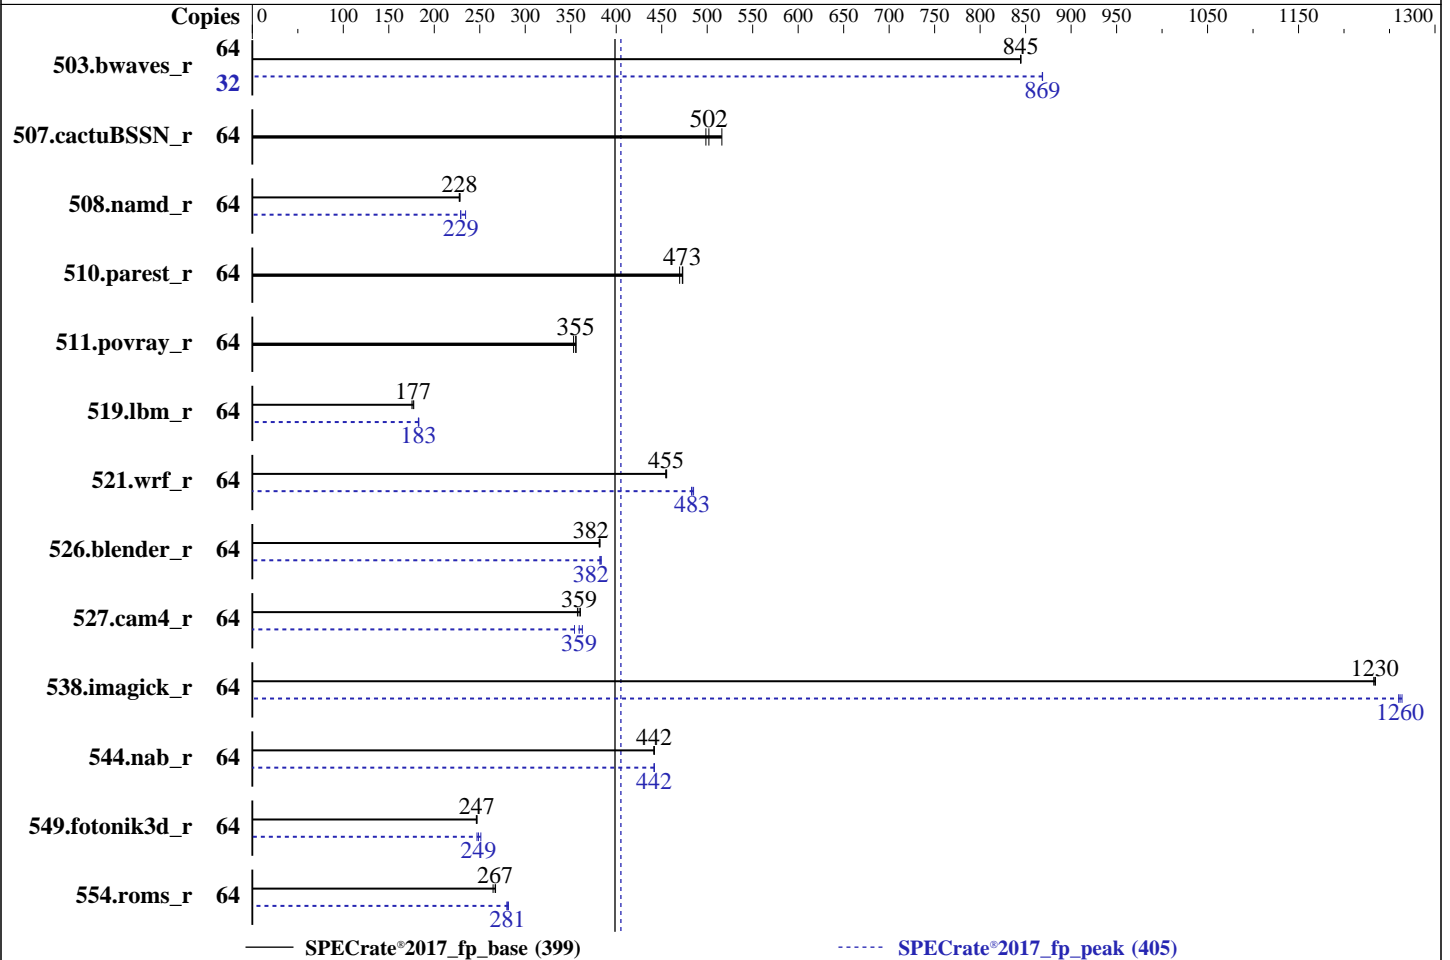 Copies 0 100 150 200 250 300 350 400 450 500 550 600 650 700 750 800 850 900 950 1050 1150 1300
503.bwaves_r 64 845
32 869
507.cactuBSSN_r 64 502
508.namd_r 64 228
229
510.parest_r 64 473
511.povray_r 64 355
519.lbm_r 64 177
183
521.wrf_r 64 455
483
526.blender_r 64 382
382
527.cam4_r 64 359
359
538.imagick_r 64 1230
1260
544.nab_r 64 442
442
549.fotonik3d_r 64 247
249
554.roms_r 64 267
281
SPECrate®2017_fp_base (399) SPECrate®2017_fp_peak (405)